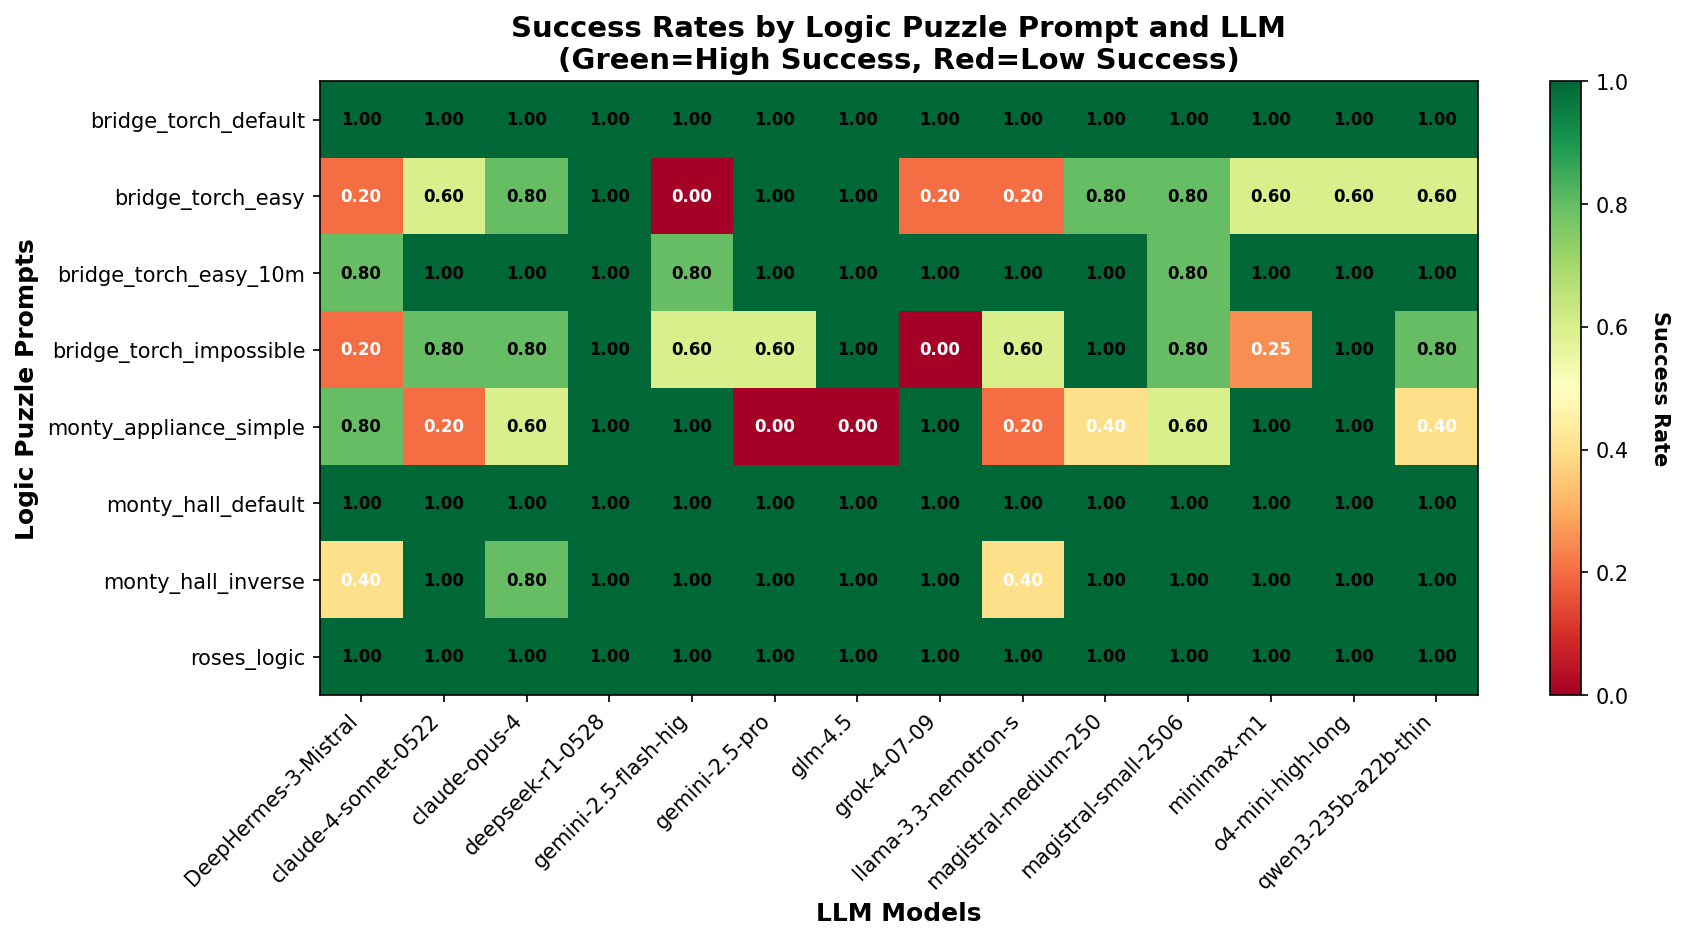 Success Rates by Logic Puzzle Prompt and LLM
(Green=High Success, Red=Low Success)
Logic Puzzle Prompts
bridge_torch_default 1.00 1.00 1.00 1.00 1.00 1.00 1.00 1.00 1.00 1.00 1.00 1.00 1.00 1.00
bridge_torch_easy 0.20 0.60 0.80 1.00 0.00 1.00 1.00 0.20 0.20 0.80 0.80 0.60 0.60 0.60
bridge_torch_easy_10m 0.80 1.00 1.00 1.00 0.80 1.00 1.00 1.00 1.00 1.00 0.80 1.00 1.00 1.00
bridge_torch_impossible 0.20 0.80 0.80 1.00 0.60 0.60 1.00 0.00 0.60 1.00 0.80 0.25 1.00 0.80
monty_appliance_simple 0.80 0.20 0.60 1.00 1.00 0.00 0.00 1.00 0.20 0.40 0.60 1.00 1.00 0.40
monty_hall_default 1.00 1.00 1.00 1.00 1.00 1.00 1.00 1.00 1.00 1.00 1.00 1.00 1.00 1.00
monty_hall_inverse 0.40 1.00 0.80 1.00 1.00 1.00 1.00 1.00 0.40 1.00 1.00 1.00 1.00 1.00
roses_logic 1.00 1.00 1.00 1.00 1.00 1.00 1.00 1.00 1.00 1.00 1.00 1.00 1.00 1.00
DeepHermes-3-Mistral
claude-4-sonnet-0522
claude-opus-4
deepseek-r1-0528
gemini-2.5-flash-hig
gemini-2.5-pro
glm-4.5
grok-4-07-09
llama-3.3-nemotron-s
magistral-medium-250
magistral-small-2506
minimax-m1
o4-mini-high-long
qwen3-235b-a22b-thin
LLM Models
1.0
0.8
0.6
0.4
0.2
0.0
Success Rate